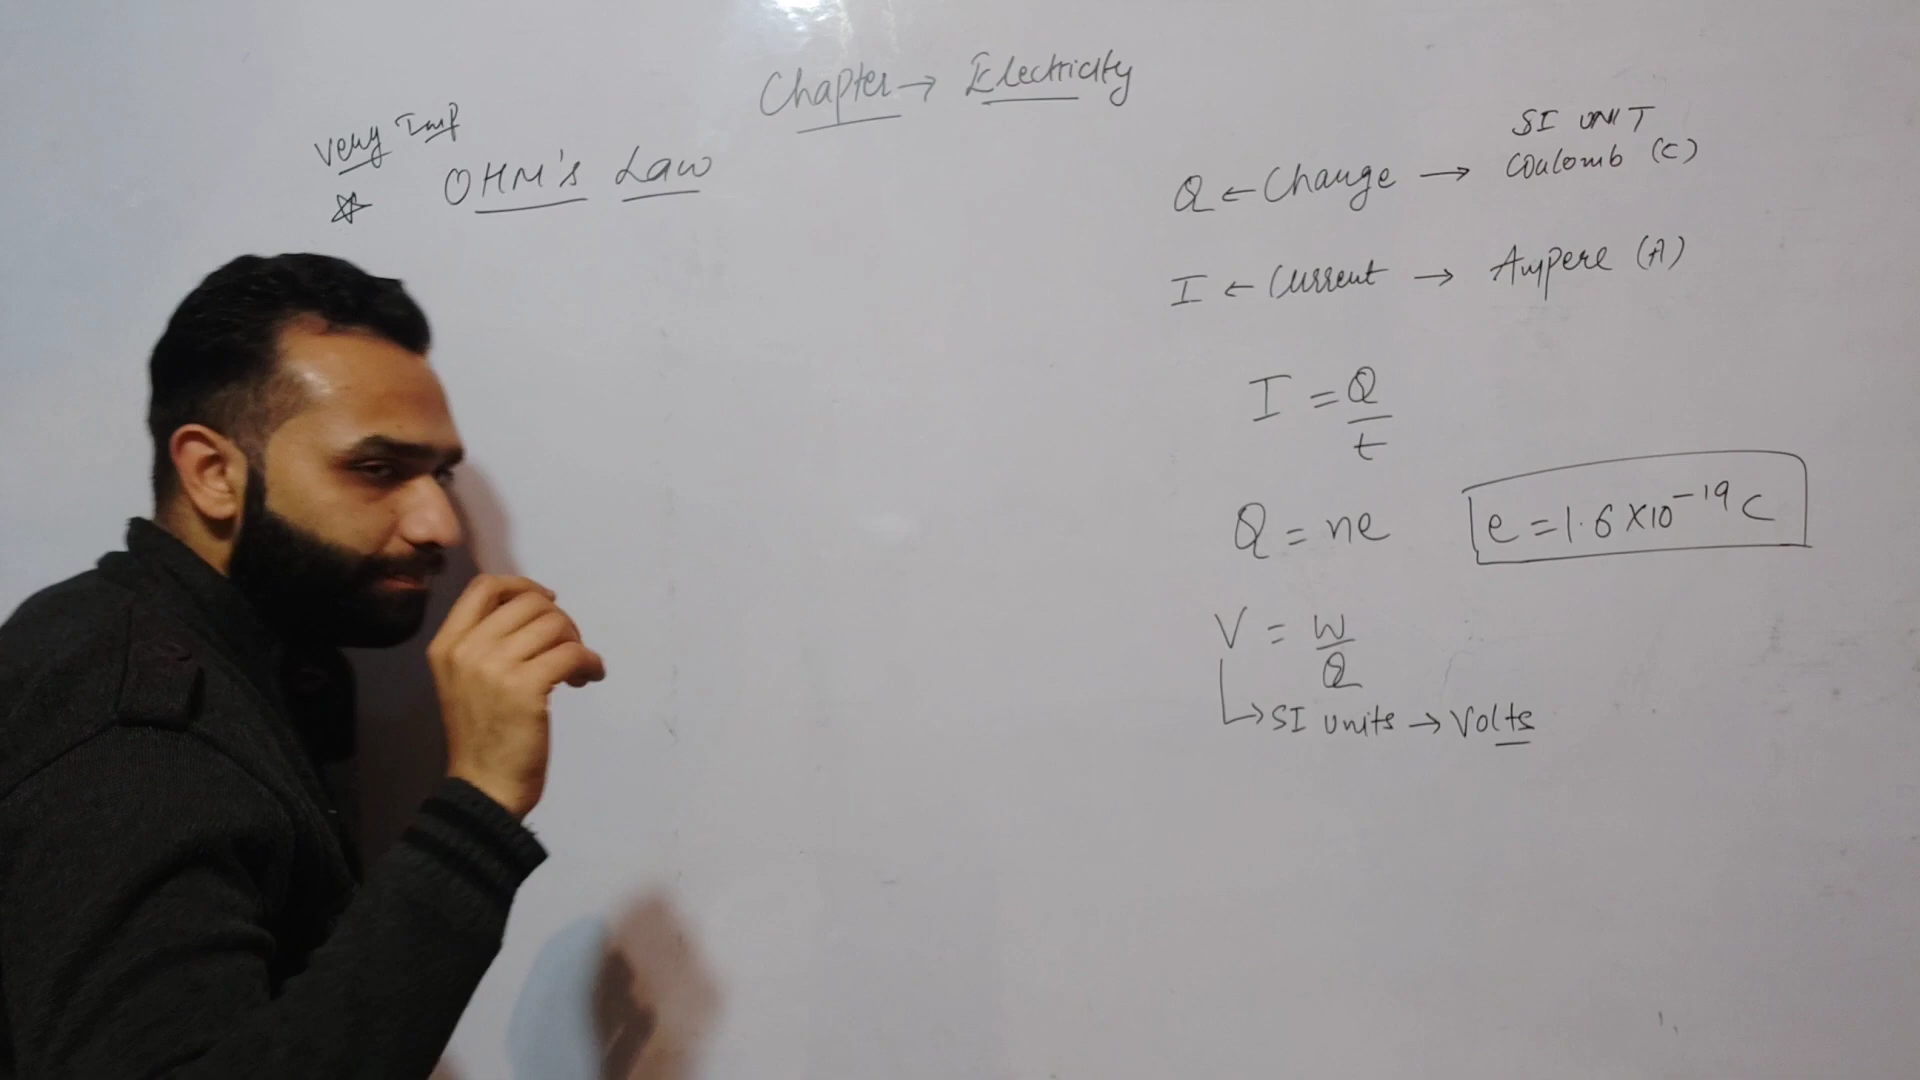 Chapter → Electricity
Very Imp
☆ OHM's Law
SI UNIT
Q ← Charge → Coulomb (C)
I ← Current → Ampere (A)
I = Q/t
Q = ne
e = 1.6 × 10⁻¹⁹ C
V = W/Q
↳ SI units → Volts